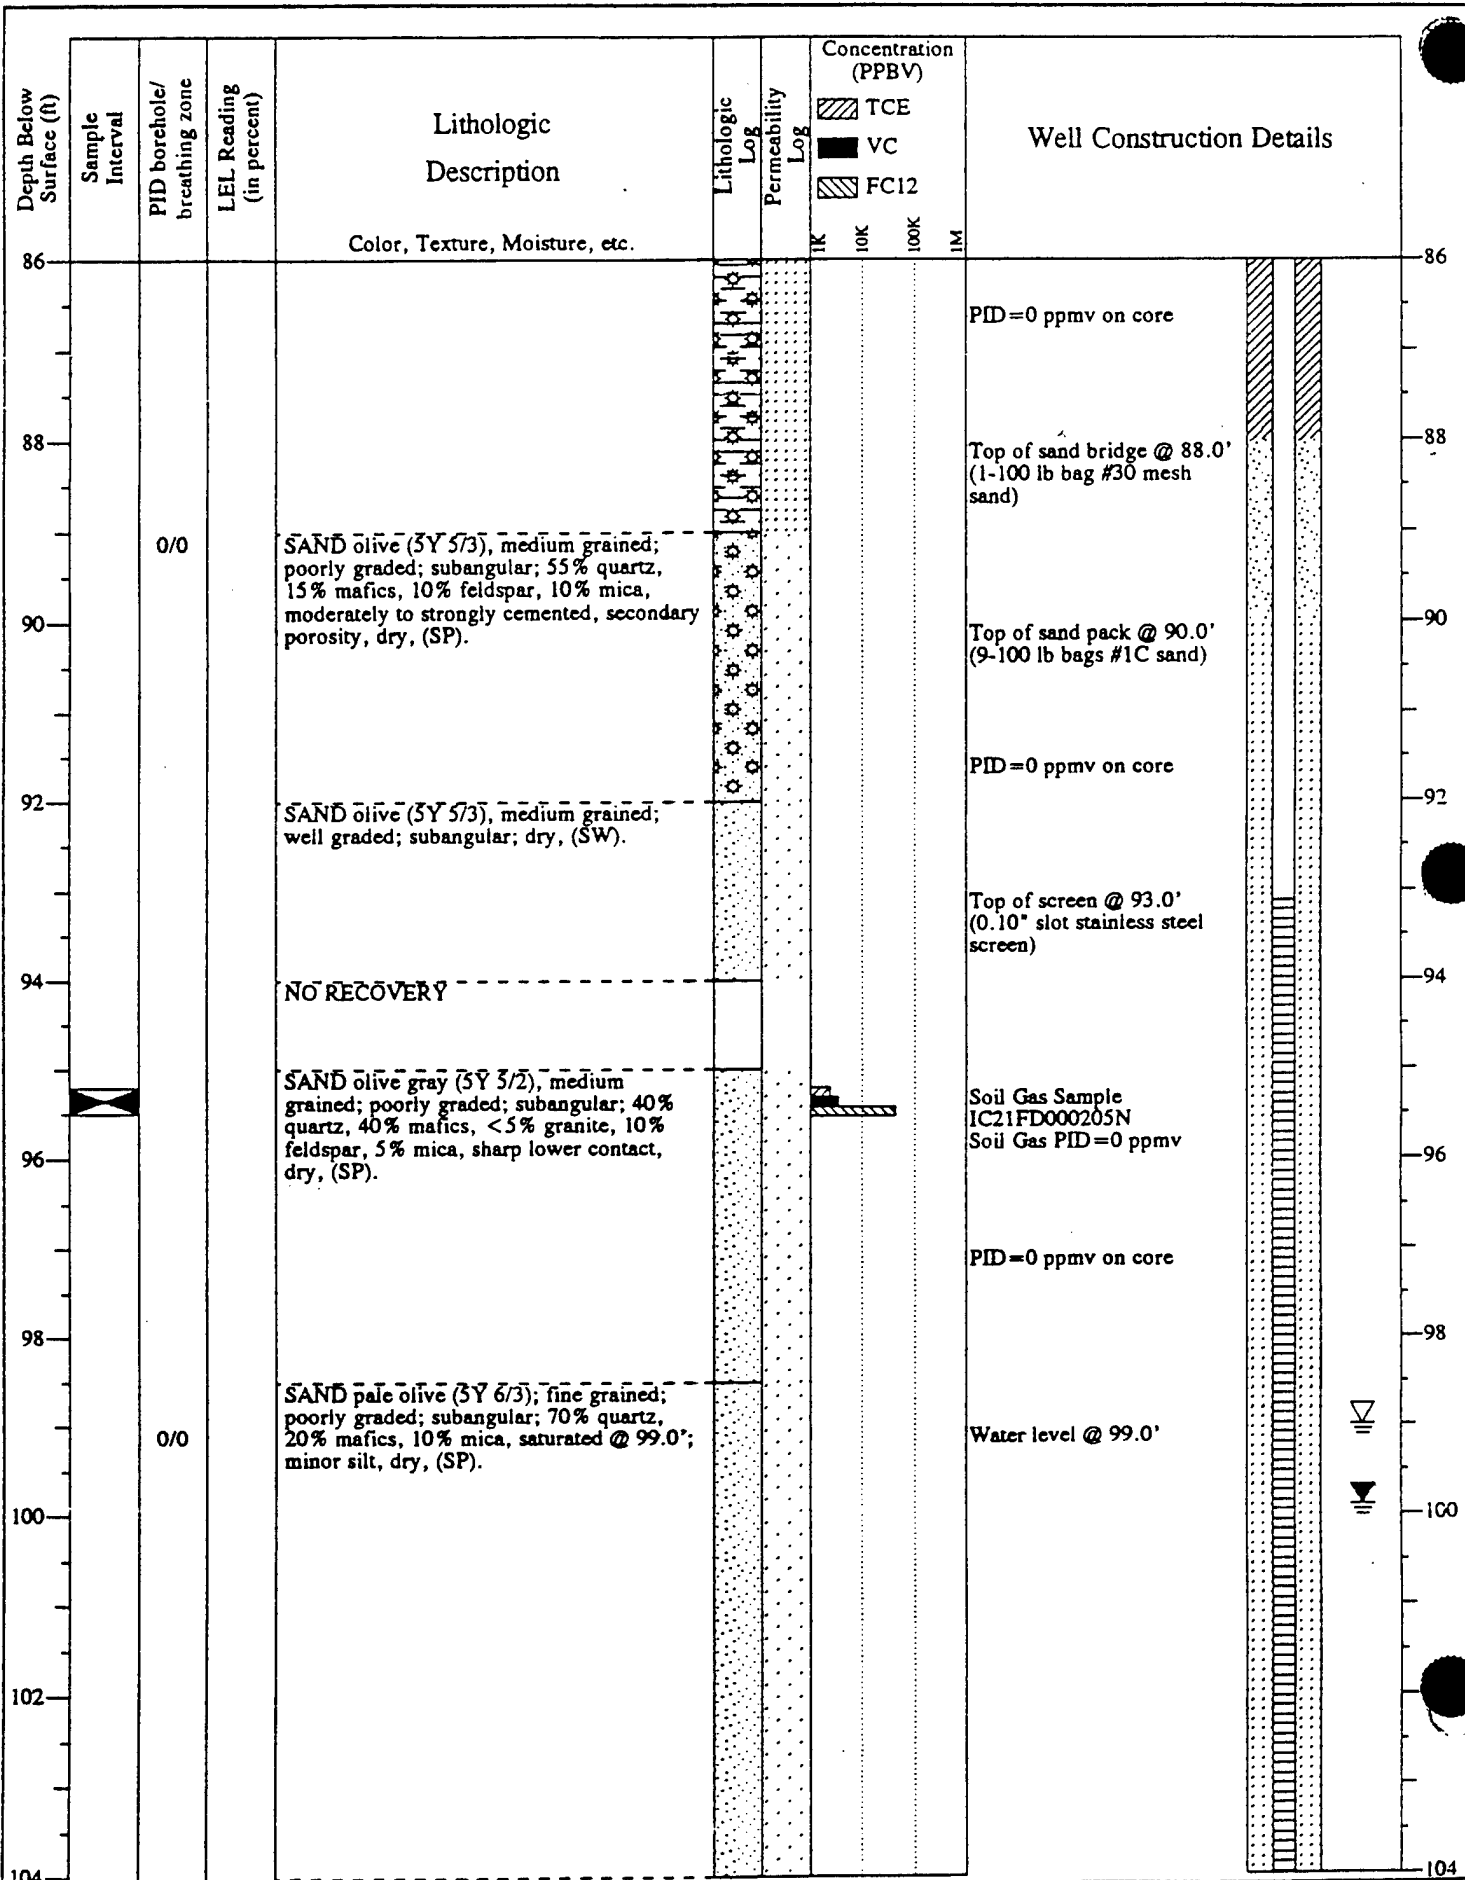 Depth Below
Surface (ft)
Sample
Interval
PID borehole/
breathing zone
LEL Reading
(in percent)
Lithologic
Description
Color, Texture, Moisture, etc.
Lithologic
Log
Permeability
Log
Concentration
(PPBV)
TCE
VC
FC12
1K
10K
100K
1M
Well Construction Details
86
86
PID=0 ppmv on core
88
88
Top of sand bridge @ 88.0'
(1-100 lb bag #30 mesh
sand)
0/0
SAND olive (5Y 5/3), medium grained;
poorly graded; subangular; 55% quartz,
15% mafics, 10% feldspar, 10% mica,
moderately to strongly cemented, secondary
porosity, dry, (SP).
90
90
Top of sand pack @ 90.0'
(9-100 lb bags #1C sand)
PID=0 ppmv on core
92
92
SAND olive (5Y 5/3), medium grained;
well graded; subangular; dry, (SW).
Top of screen @ 93.0'
(0.10" slot stainless steel
screen)
94
94
NO RECOVERY
SAND olive gray (5Y 5/2), medium
grained; poorly graded; subangular; 40%
quartz, 40% mafics, <5% granite, 10%
feldspar, 5% mica, sharp lower contact,
dry, (SP).
Soil Gas Sample
IC21FD000205N
Soil Gas PID=0 ppmv
96
96
PID=0 ppmv on core
98
98
SAND pale olive (5Y 6/3); fine grained;
poorly graded; subangular; 70% quartz,
20% mafics, 10% mica, saturated @ 99.0';
minor silt, dry, (SP).
0/0
Water level @ 99.0'
100
100
102
104
104